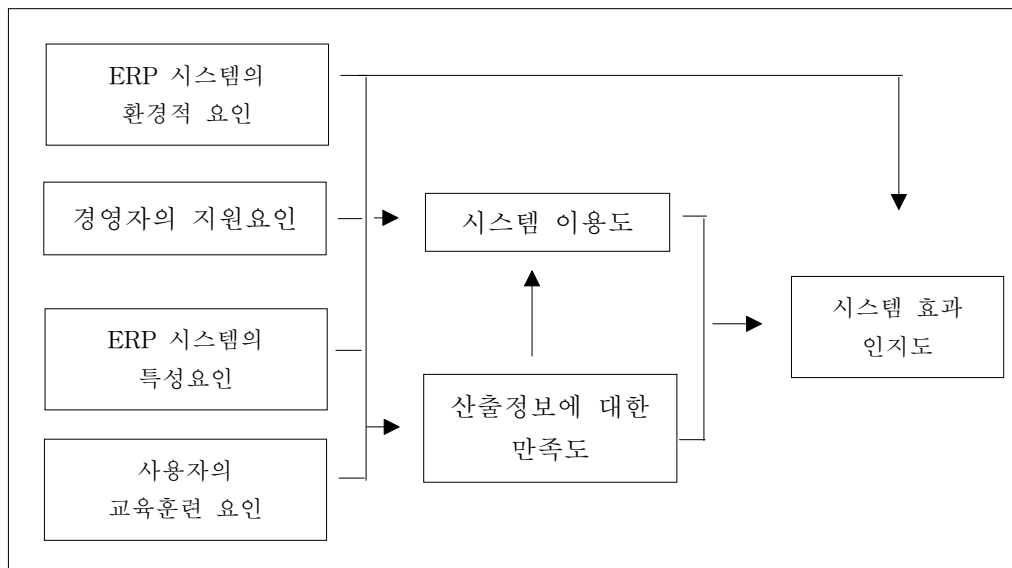 ERP 시스템의
환경적 요인
경영자의 지원요인
ERP 시스템의
특성요인
사용자의
교육훈련 요인
시스템 이용도
산출정보에 대한
만족도
시스템 효과
인지도